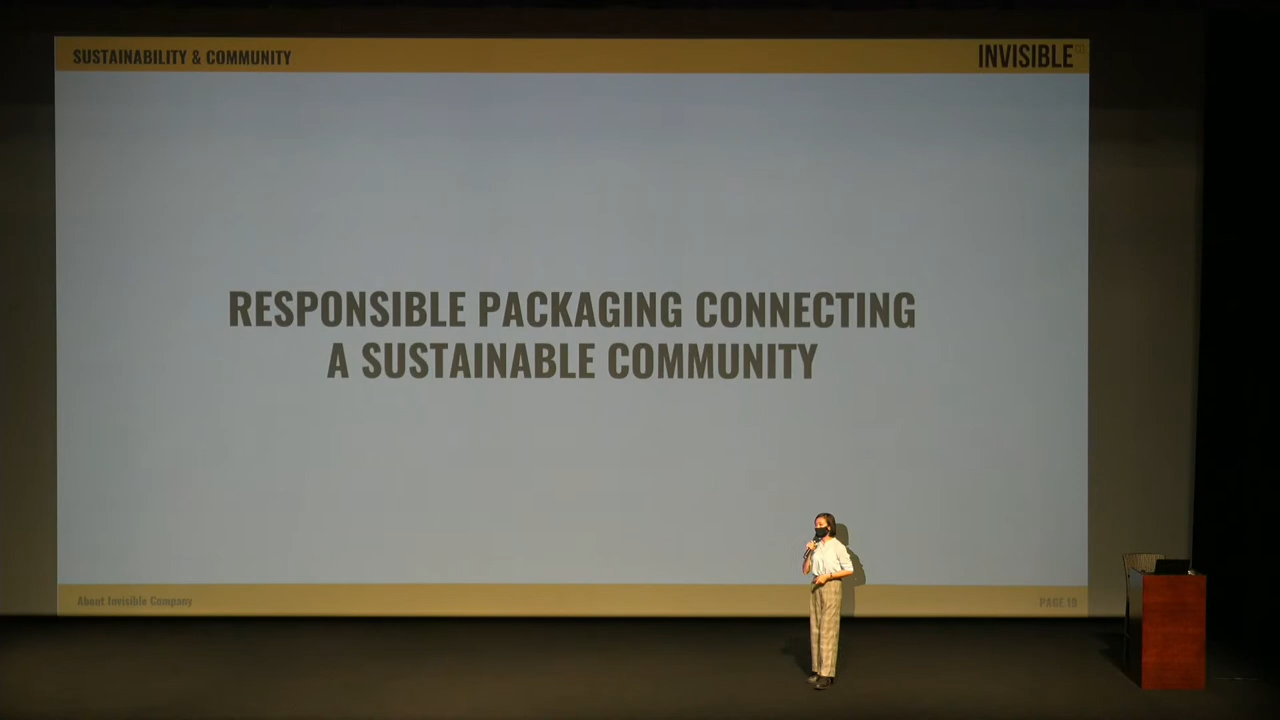 SUSTAINABILITY & COMMUNITY
INVISIBLE
RESPONSIBLE PACKAGING CONNECTING
A SUSTAINABLE COMMUNITY
About Invisible Company
PAGE 19